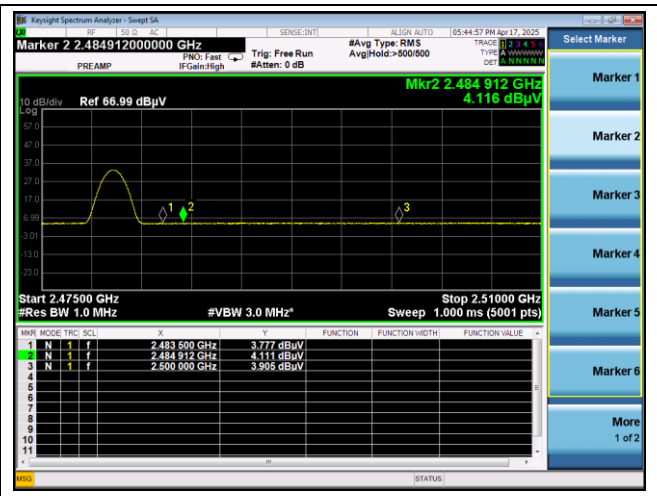 Keysight Spectrum Analyzer - Swept SA
RF 50 Ω AC SENSE:INT ALIGN AUTO 05:44:57 PM Apr 17, 2025
Marker 2 2.484912000000 GHz
PREAMP
PNO: Fast
IFGain:High
Trig: Free Run
#Atten: 0 dB
#Avg Type: RMS
Avg|Hold:>500/500
TRACE 1 2 3 4 5 6
TYPE A WWWWW
DET A N N N N N
Mkr2 2.484 912 GHz
4.116 dBµV
10 dB/div Ref 66.99 dBµV
Log
57.0
47.0
37.0
27.0
17.0
6.99
-3.01
-13.0
-23.0
1
2
3
Start 2.47500 GHz Stop 2.51000 GHz
#Res BW 1.0 MHz #VBW 3.0 MHz* Sweep 1.000 ms (5001 pts)
MKR MODE TRC SCL X Y FUNCTION FUNCTION WIDTH FUNCTION VALUE
1 N 1 f 2.483 500 GHz 3.777 dBµV
2 N 1 f 2.484 912 GHz 4.111 dBµV
3 N 1 f 2.500 000 GHz 3.905 dBµV
4
5
6
7
8
9
10
11
MSG STATUS
Select Marker
Marker 1
Marker 2
Marker 3
Marker 4
Marker 5
Marker 6
More
1 of 2